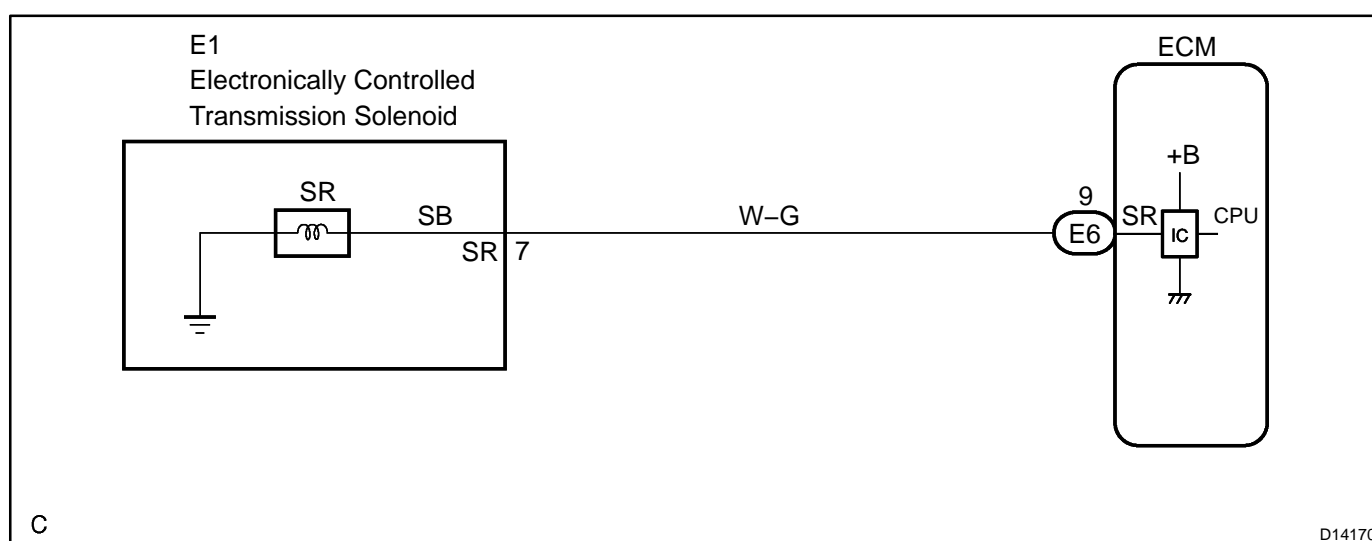 E1
Electronically Controlled
Transmission Solenoid
ECM
+B
SR
SB
W–G
9
SR
CPU
E6
IC
SR 7
C
D14170